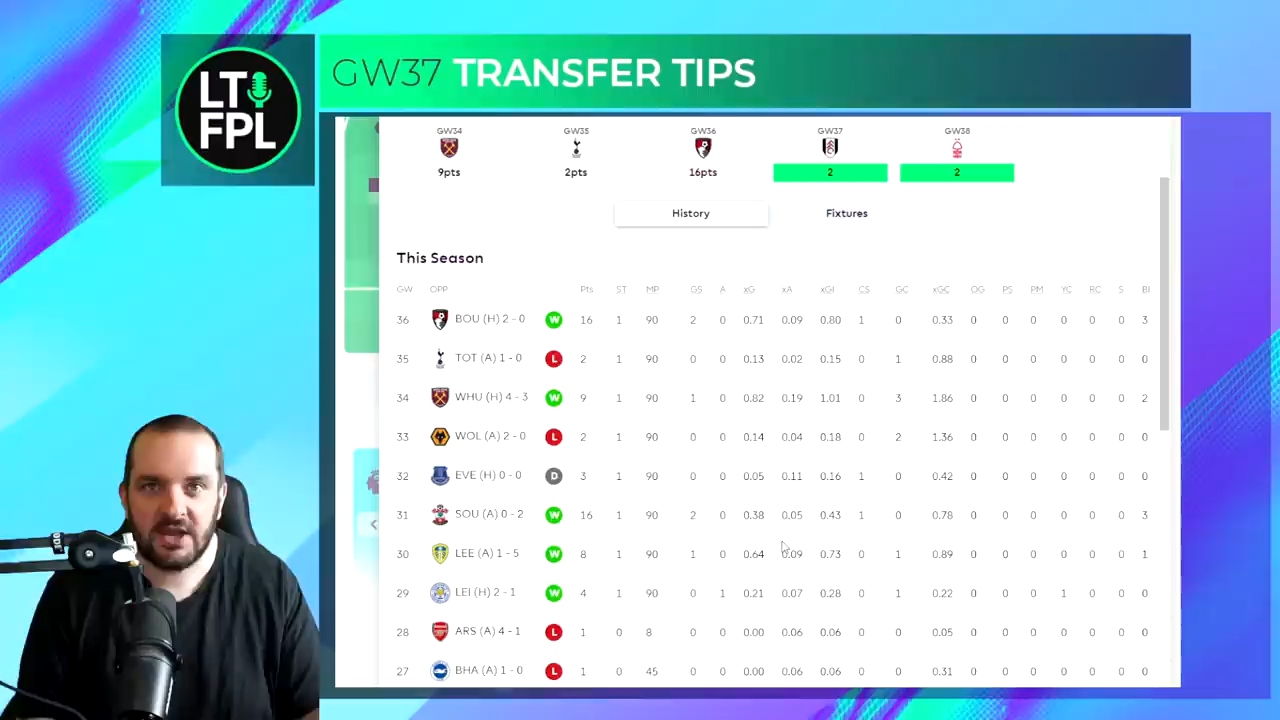 LT
FPL
GW37 TRANSFER TIPS
GW34 GW35 GW36 GW37 GW38
9pts 2pts 16pts 2 2
History Fixtures
This Season
GW OPP Pts ST MP GS A xG xA xGI CS GC xGC OG PS PM YC RC S BI
36 BOU (H) 2 - 0 W 16 1 90 2 0 0.71 0.09 0.80 1 0 0.33 0 0 0 0 0 0 3
35 TOT (A) 1 - 0 L 2 1 90 0 0 0.13 0.02 0.15 0 1 0.88 0 0 0 0 0 0 0
34 WHU (H) 4 - 3 W 9 1 90 1 0 0.82 0.19 1.01 0 3 1.86 0 0 0 0 0 0 2
33 WOL (A) 2 - 0 L 2 1 90 0 0 0.14 0.04 0.18 0 2 1.36 0 0 0 0 0 0 0
32 EVE (H) 0 - 0 D 3 1 90 0 0 0.05 0.11 0.16 1 0 0.42 0 0 0 0 0 0 0
31 SOU (A) 0 - 2 W 16 1 90 2 0 0.38 0.05 0.43 1 0 0.78 0 0 0 0 0 0 3
30 LEE (A) 1 - 5 W 8 1 90 1 0 0.64 0.09 0.73 0 1 0.89 0 0 0 0 0 0 1
29 LEI (H) 2 - 1 W 4 1 90 0 1 0.21 0.07 0.28 0 1 0.22 0 0 0 1 0 0 0
28 ARS (A) 4 - 1 L 1 0 8 0 0 0.00 0.06 0.06 0 0 0.05 0 0 0 0 0 0 0
27 BHA (A) 1 - 0 L 1 0 45 0 0 0.00 0.06 0.06 0 0 0.31 0 0 0 0 0 0 0